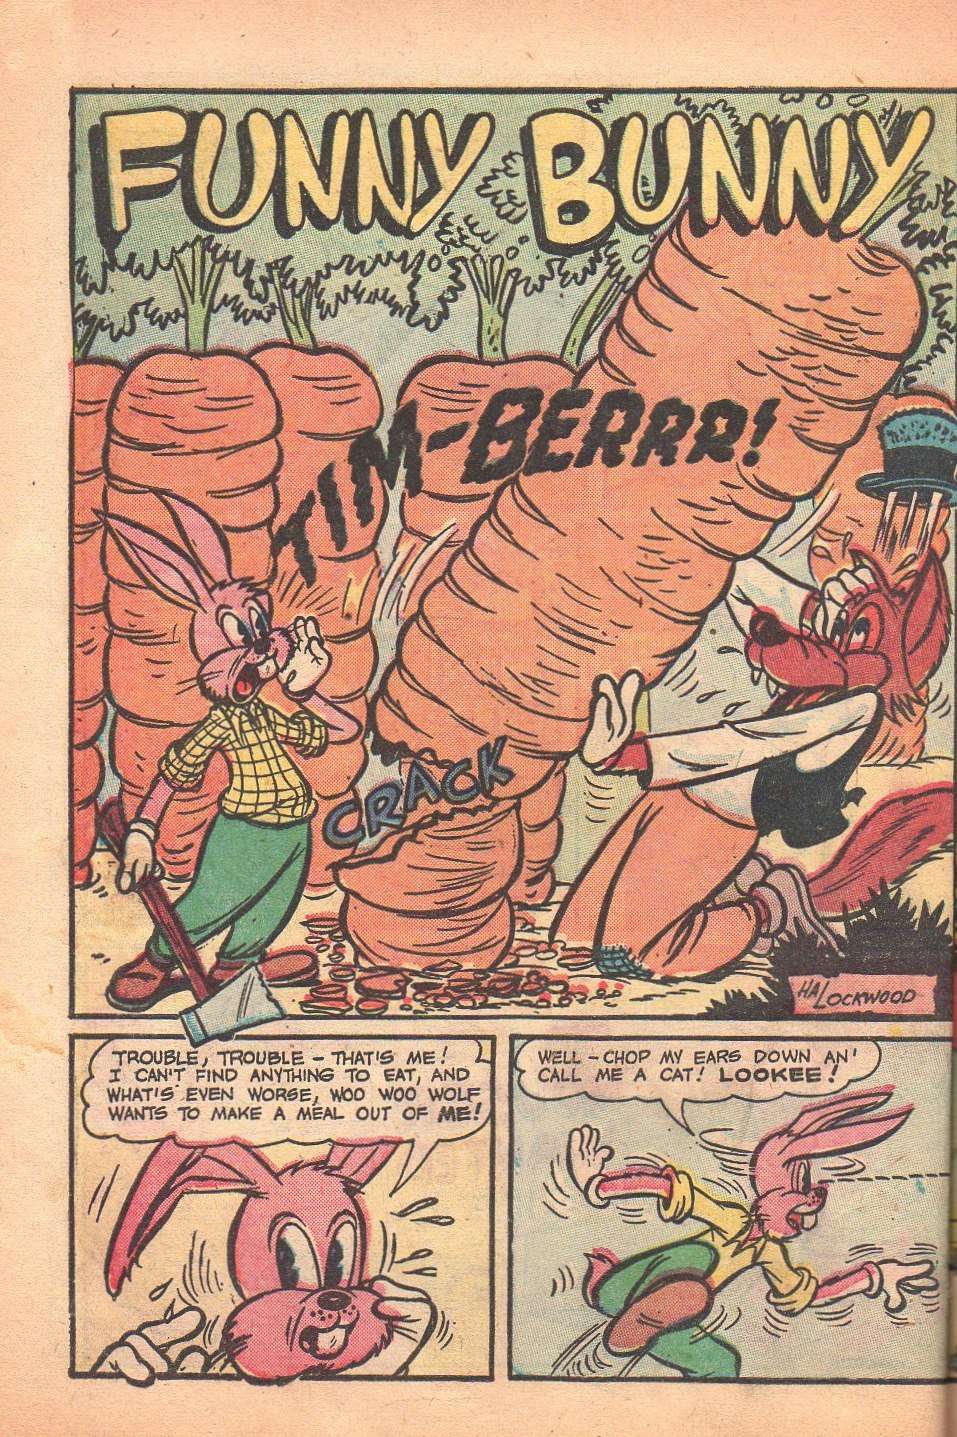 FUNNY BUNNY
TIM-BERRR!
CRACK
HAL LOCKWOOD
TROUBLE, TROUBLE - THAT'S ME!
I CAN'T FIND ANYTHING TO EAT, AND
WHAT'S EVEN WORSE, WOO WOO WOLF
WANTS TO MAKE A MEAL OUT OF ME!
WELL - CHOP MY EARS DOWN AN'
CALL ME A CAT! LOOKEE!